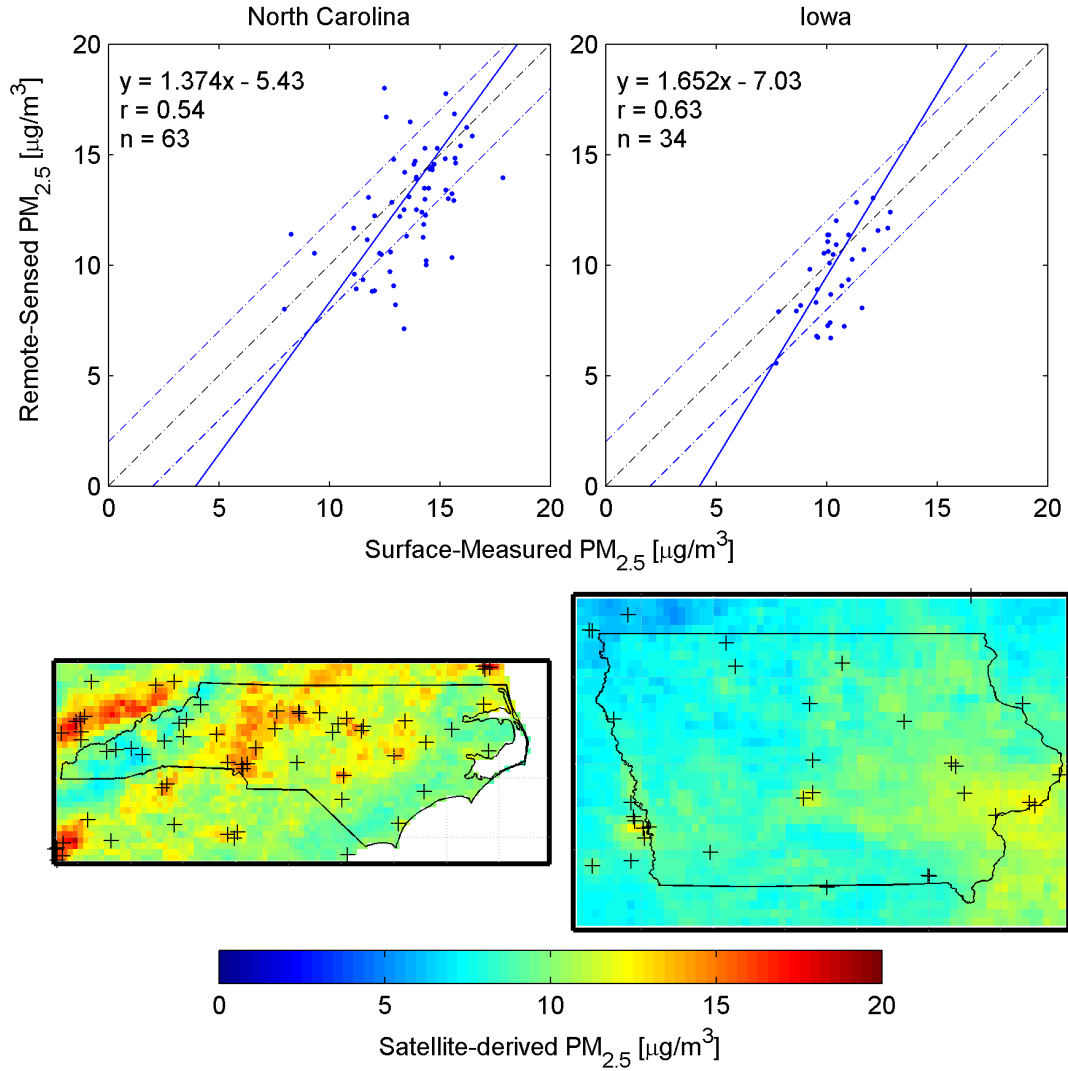 North Carolina
Iowa
y = 1.374x - 5.43
r = 0.54
n = 63
y = 1.652x - 7.03
r = 0.63
n = 34
20
15
10
5
0
20
15
10
5
0
0 5 10 15 20
0 5 10 15 20
Remote-Sensed PM2.5 [μg/m3]
Surface-Measured PM2.5 [μg/m3]
0 5 10 15 20
Satellite-derived PM2.5 [μg/m3]